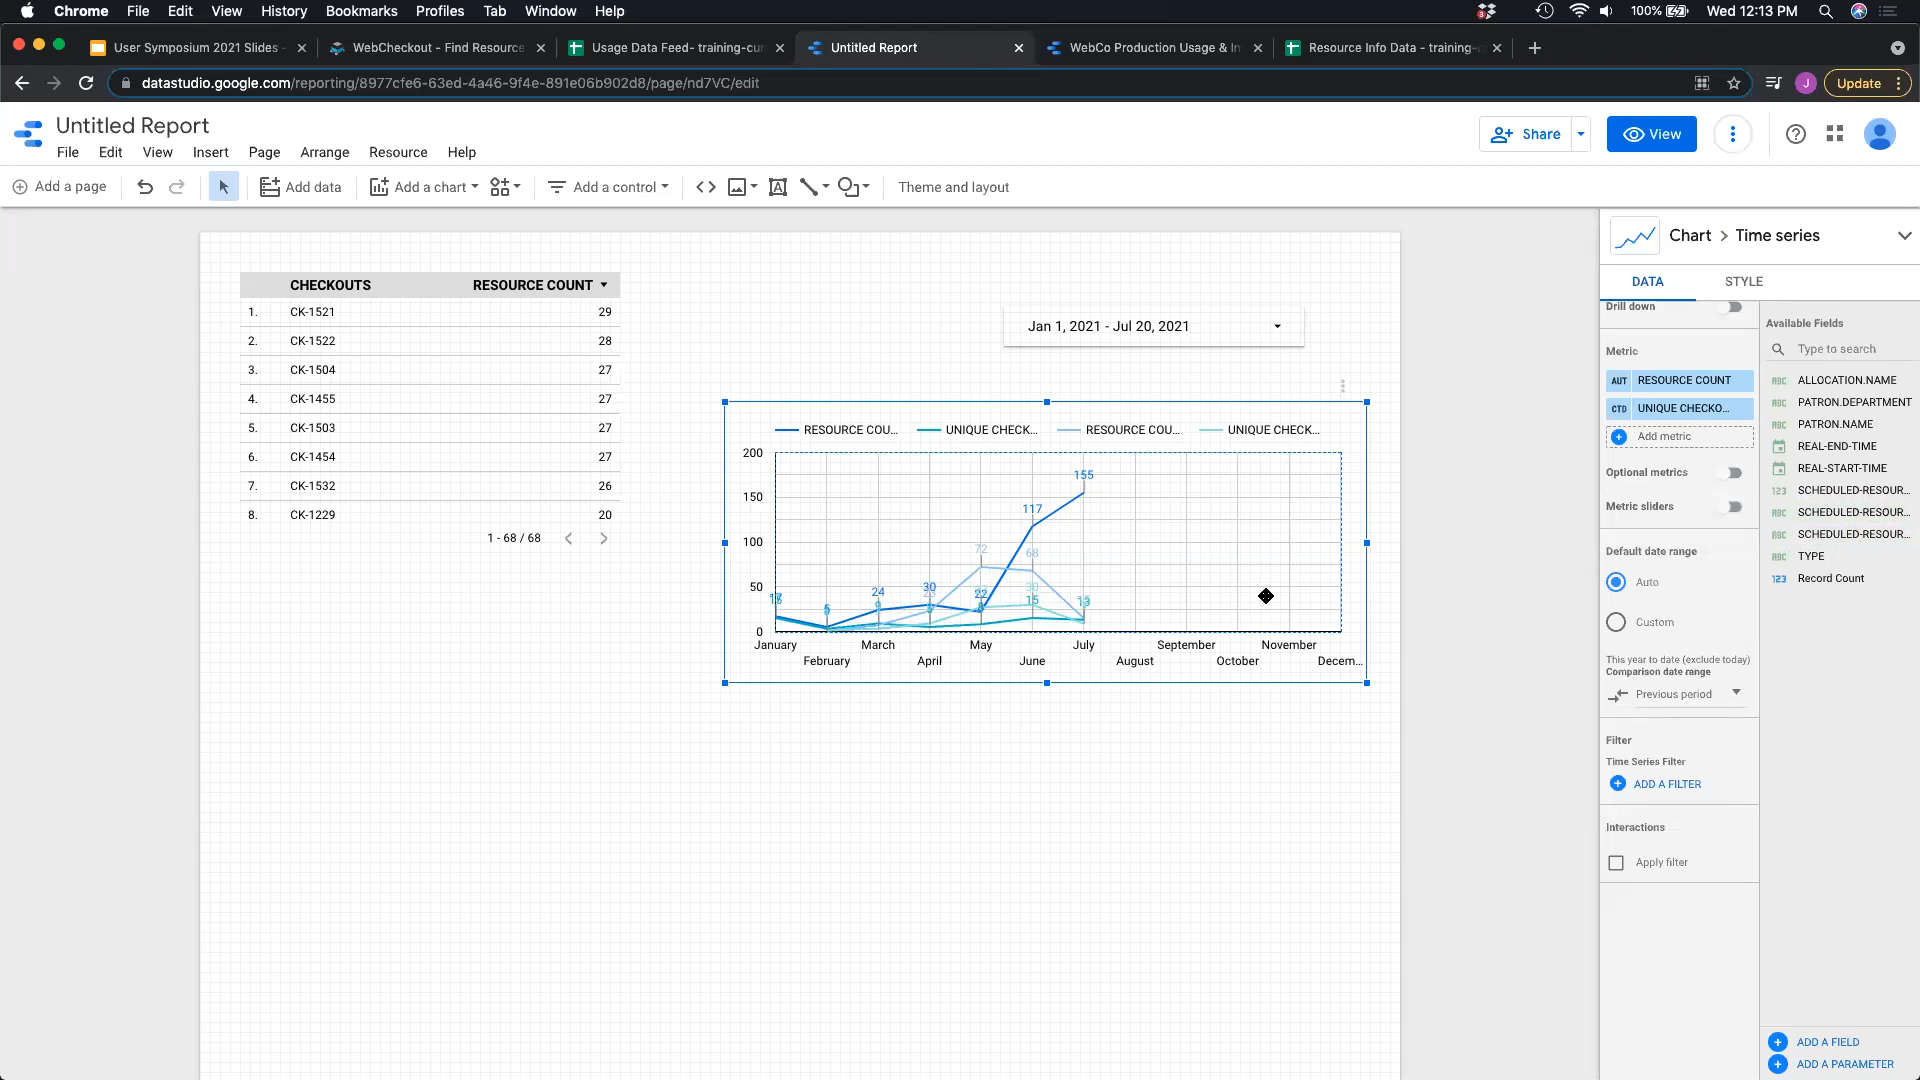 Chrome File Edit View History Bookmarks Profiles Tab Window Help 3 100% Wed 12:13 PM
User Symposium 2021 Slides - WebCheckout - Find Resource Usage Data Feed- training-cur Untitled Report WebCo Production Usage & In Resource Info Data - training-c
datastudio.google.com/reporting/8977cfe6-63ed-4a46-9f4e-891e06b902d8/page/nd7VC/edit J Update
Untitled Report
Share View
File Edit View Insert Page Arrange Resource Help
Add a page Add data Add a chart Add a control Theme and layout
Chart > Time series
DATA STYLE
CHECKOUTS RESOURCE COUNT
1. CK-1521 29
2. CK-1522 28
3. CK-1504 27
4. CK-1455 27
5. CK-1503 27
6. CK-1454 27
7. CK-1532 26
8. CK-1229 20
1 - 68 / 68
Jan 1, 2021 - Jul 20, 2021
RESOURCE COU... UNIQUE CHECK... RESOURCE COU... UNIQUE CHECK...
200
150
100
50
0
155
117
72
68
24
30
22
15
January March May July September November
February April June August October Decem...
Drill down
Metric
AUT RESOURCE COUNT
CTD UNIQUE CHECKO...
Add metric
Optional metrics
Metric sliders
Default date range
Auto
Custom
This year to date (exclude today)
Comparison date range
Previous period
Filter
Time Series Filter
ADD A FILTER
Interactions
Apply filter
Available Fields
Type to search
ABC ALLOCATION.NAME
ABC PATRON.DEPARTMENT
ABC PATRON.NAME
REAL-END-TIME
REAL-START-TIME
123 SCHEDULED-RESOUR...
ABC SCHEDULED-RESOUR...
ABC SCHEDULED-RESOUR...
ABC TYPE
123 Record Count
ADD A FIELD
ADD A PARAMETER